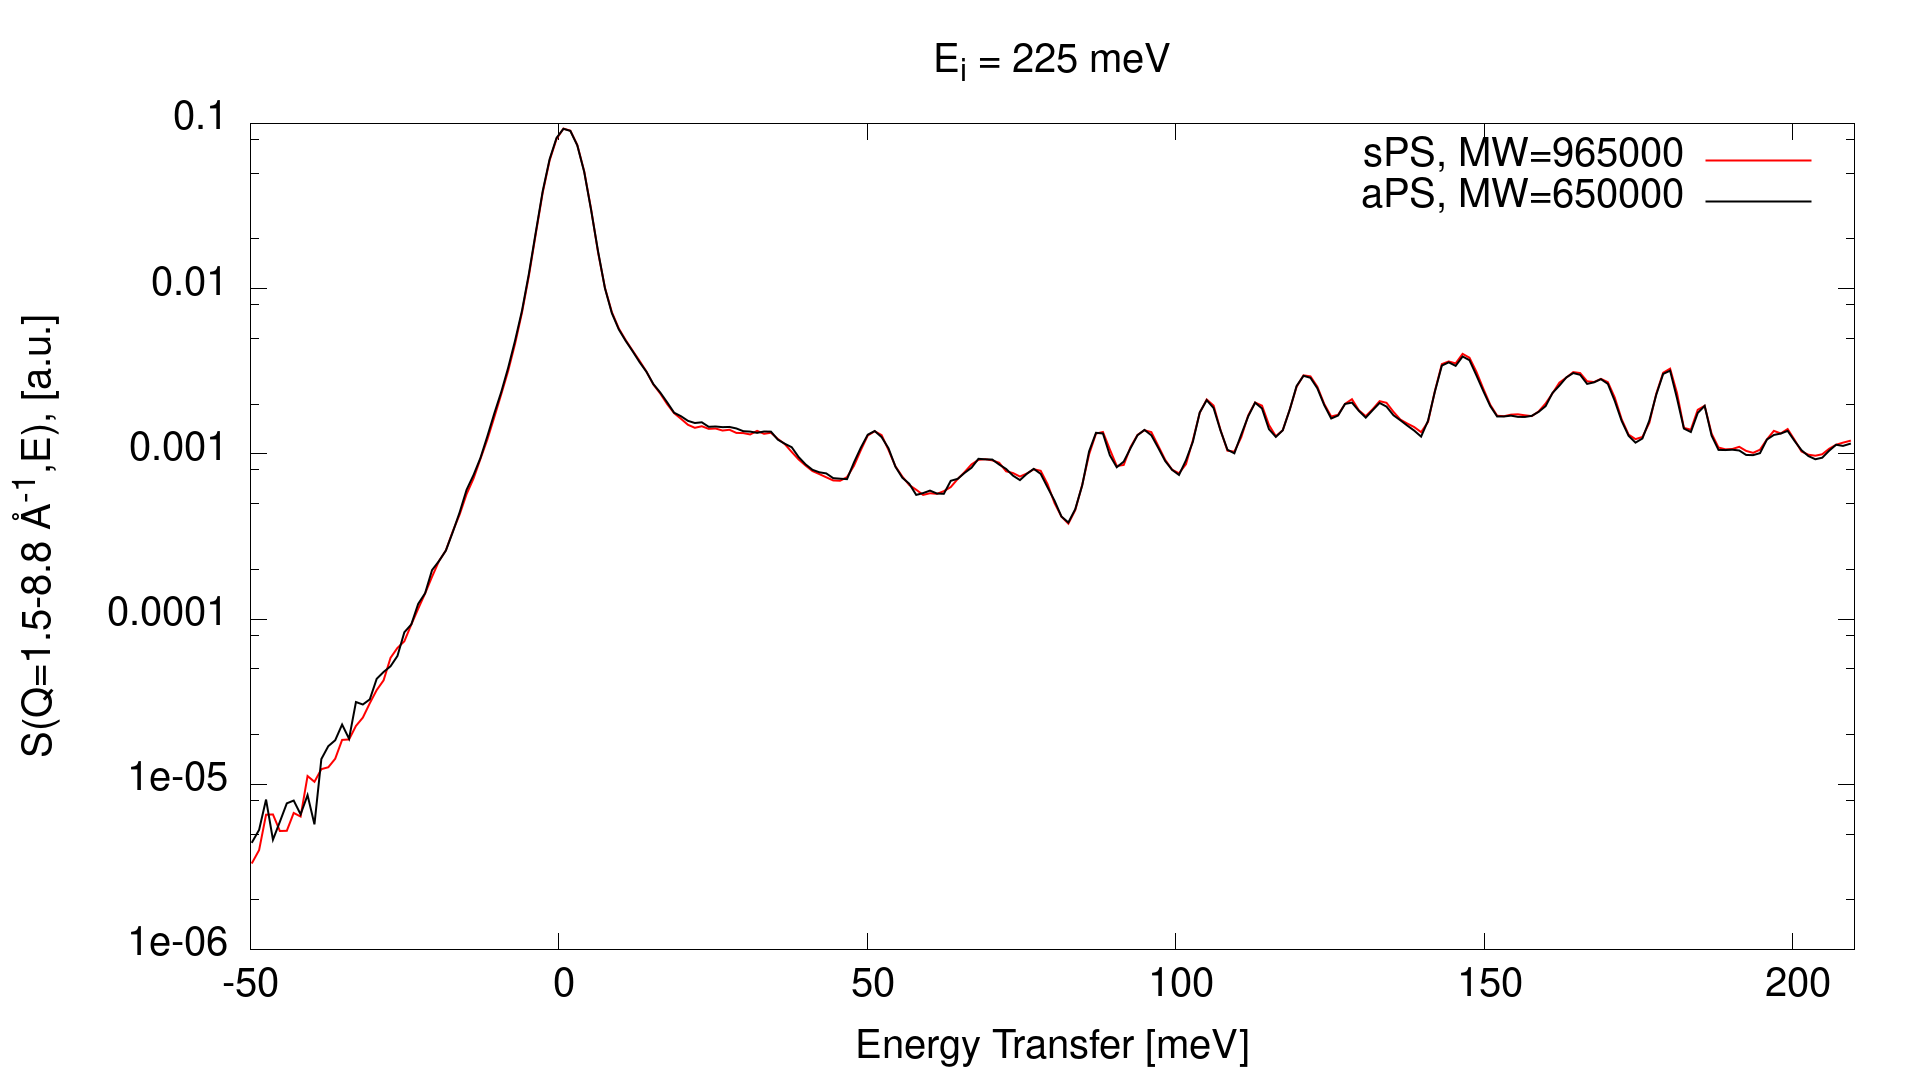 Ei = 225 meV
0.1
0.01
0.001
0.0001
1e-05
1e-06
S(Q=1.5-8.8 Å-1,E), [a.u.]
sPS, MW=965000
aPS, MW=650000
-50 0 50 100 150 200
Energy Transfer [meV]